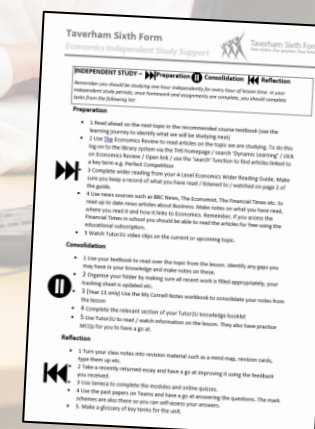 Taverham Sixth Form
Economics Independent Study Support
Taverham Sixth Form
INDEPENDENT STUDY – Preparation Consolidation Reflection
Remember you should be studying one hour independently for every hour of lesson time. In your
independent study periods, once homework and assignments are complete, you should complete
tasks from the following list:
Preparation
1 Read ahead on the next topic in the recommended course textbook (use the
learning journey to identify what we will be studying next)
2 Use The Economics Review to read articles on the topic we are studying. To do this
log on to the library system via the THS homepage / search 'Dynamic Learning' / click
on Economics Review / Open link / use the 'search' function to find articles linked to
a key term e.g. Perfect Competition
3 Complete wider reading from your A Level Economics Wider Reading Guide. Make
sure you keep a record of what you have read / listened to / watched on page 2 of
the guide.
4 Use news sources such as BBC News, The Economist, The Financial Times etc. to
read up to date news articles about Business. Make notes on what you have read,
where you read it and how it links to Economics. Remember, if you access the
Financial Times in school you should be able to read the articles for free using the
educational subscription.
5 Watch Tutor2U video clips on the current or upcoming topic.
Consolidation
1 Use your textbook to read over the topic from the lesson. Identify any gaps you
may have in your knowledge and make notes on these.
2 Organise your folder by making sure all recent work is filled appropriately, your
tracking sheet is updated etc.
3 [Year 13 only] Use the My Cornell Notes workbook to consolidate your notes from
the lesson
4 Complete the relevant section of your Tutor2U knowledge booklet
5 Use Tutor2U to read / watch information on the lesson. They also have practice
MCQs for you to have a go at.
Reflection
1 Turn your class notes into revision material such as a mind map, revision cards,
type them up etc.
2 Take a recently returned essay and have a go at improving it using the feedback
you received.
3 Use Seneca to complete the modules and online quizzes.
4 Use the past papers on Teams and have a go at answering the questions. The mark
schemes are also there so you can self-assess your answers.
5. Make a glossary of key terms for the unit.